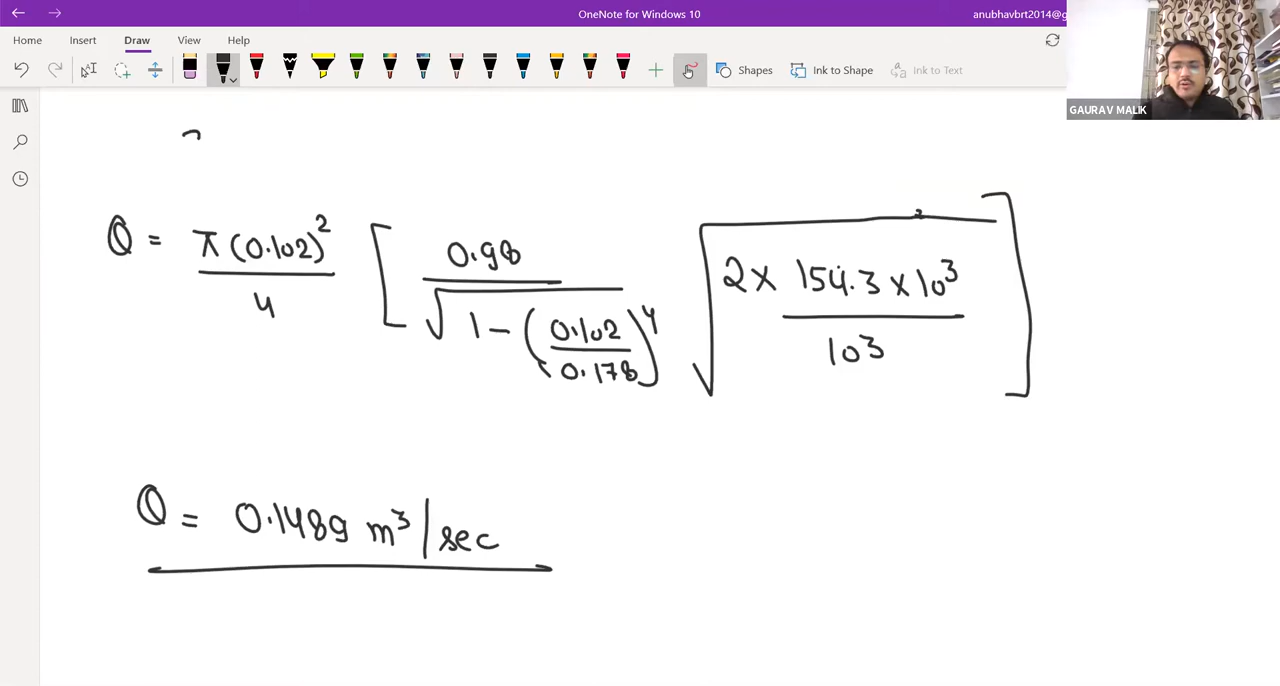 OneNote for Windows 10
anubhavbrt2014@g
Home Insert Draw View Help
Shapes Ink to Shape Ink to Text
GAURAV MALIK
Q = π(0.102)²/4 [ 0.98/√(1-(0.102/0.178)⁴) √(2 × 154.3 × 10³/10³) ]
Q = 0.1489 m³/sec